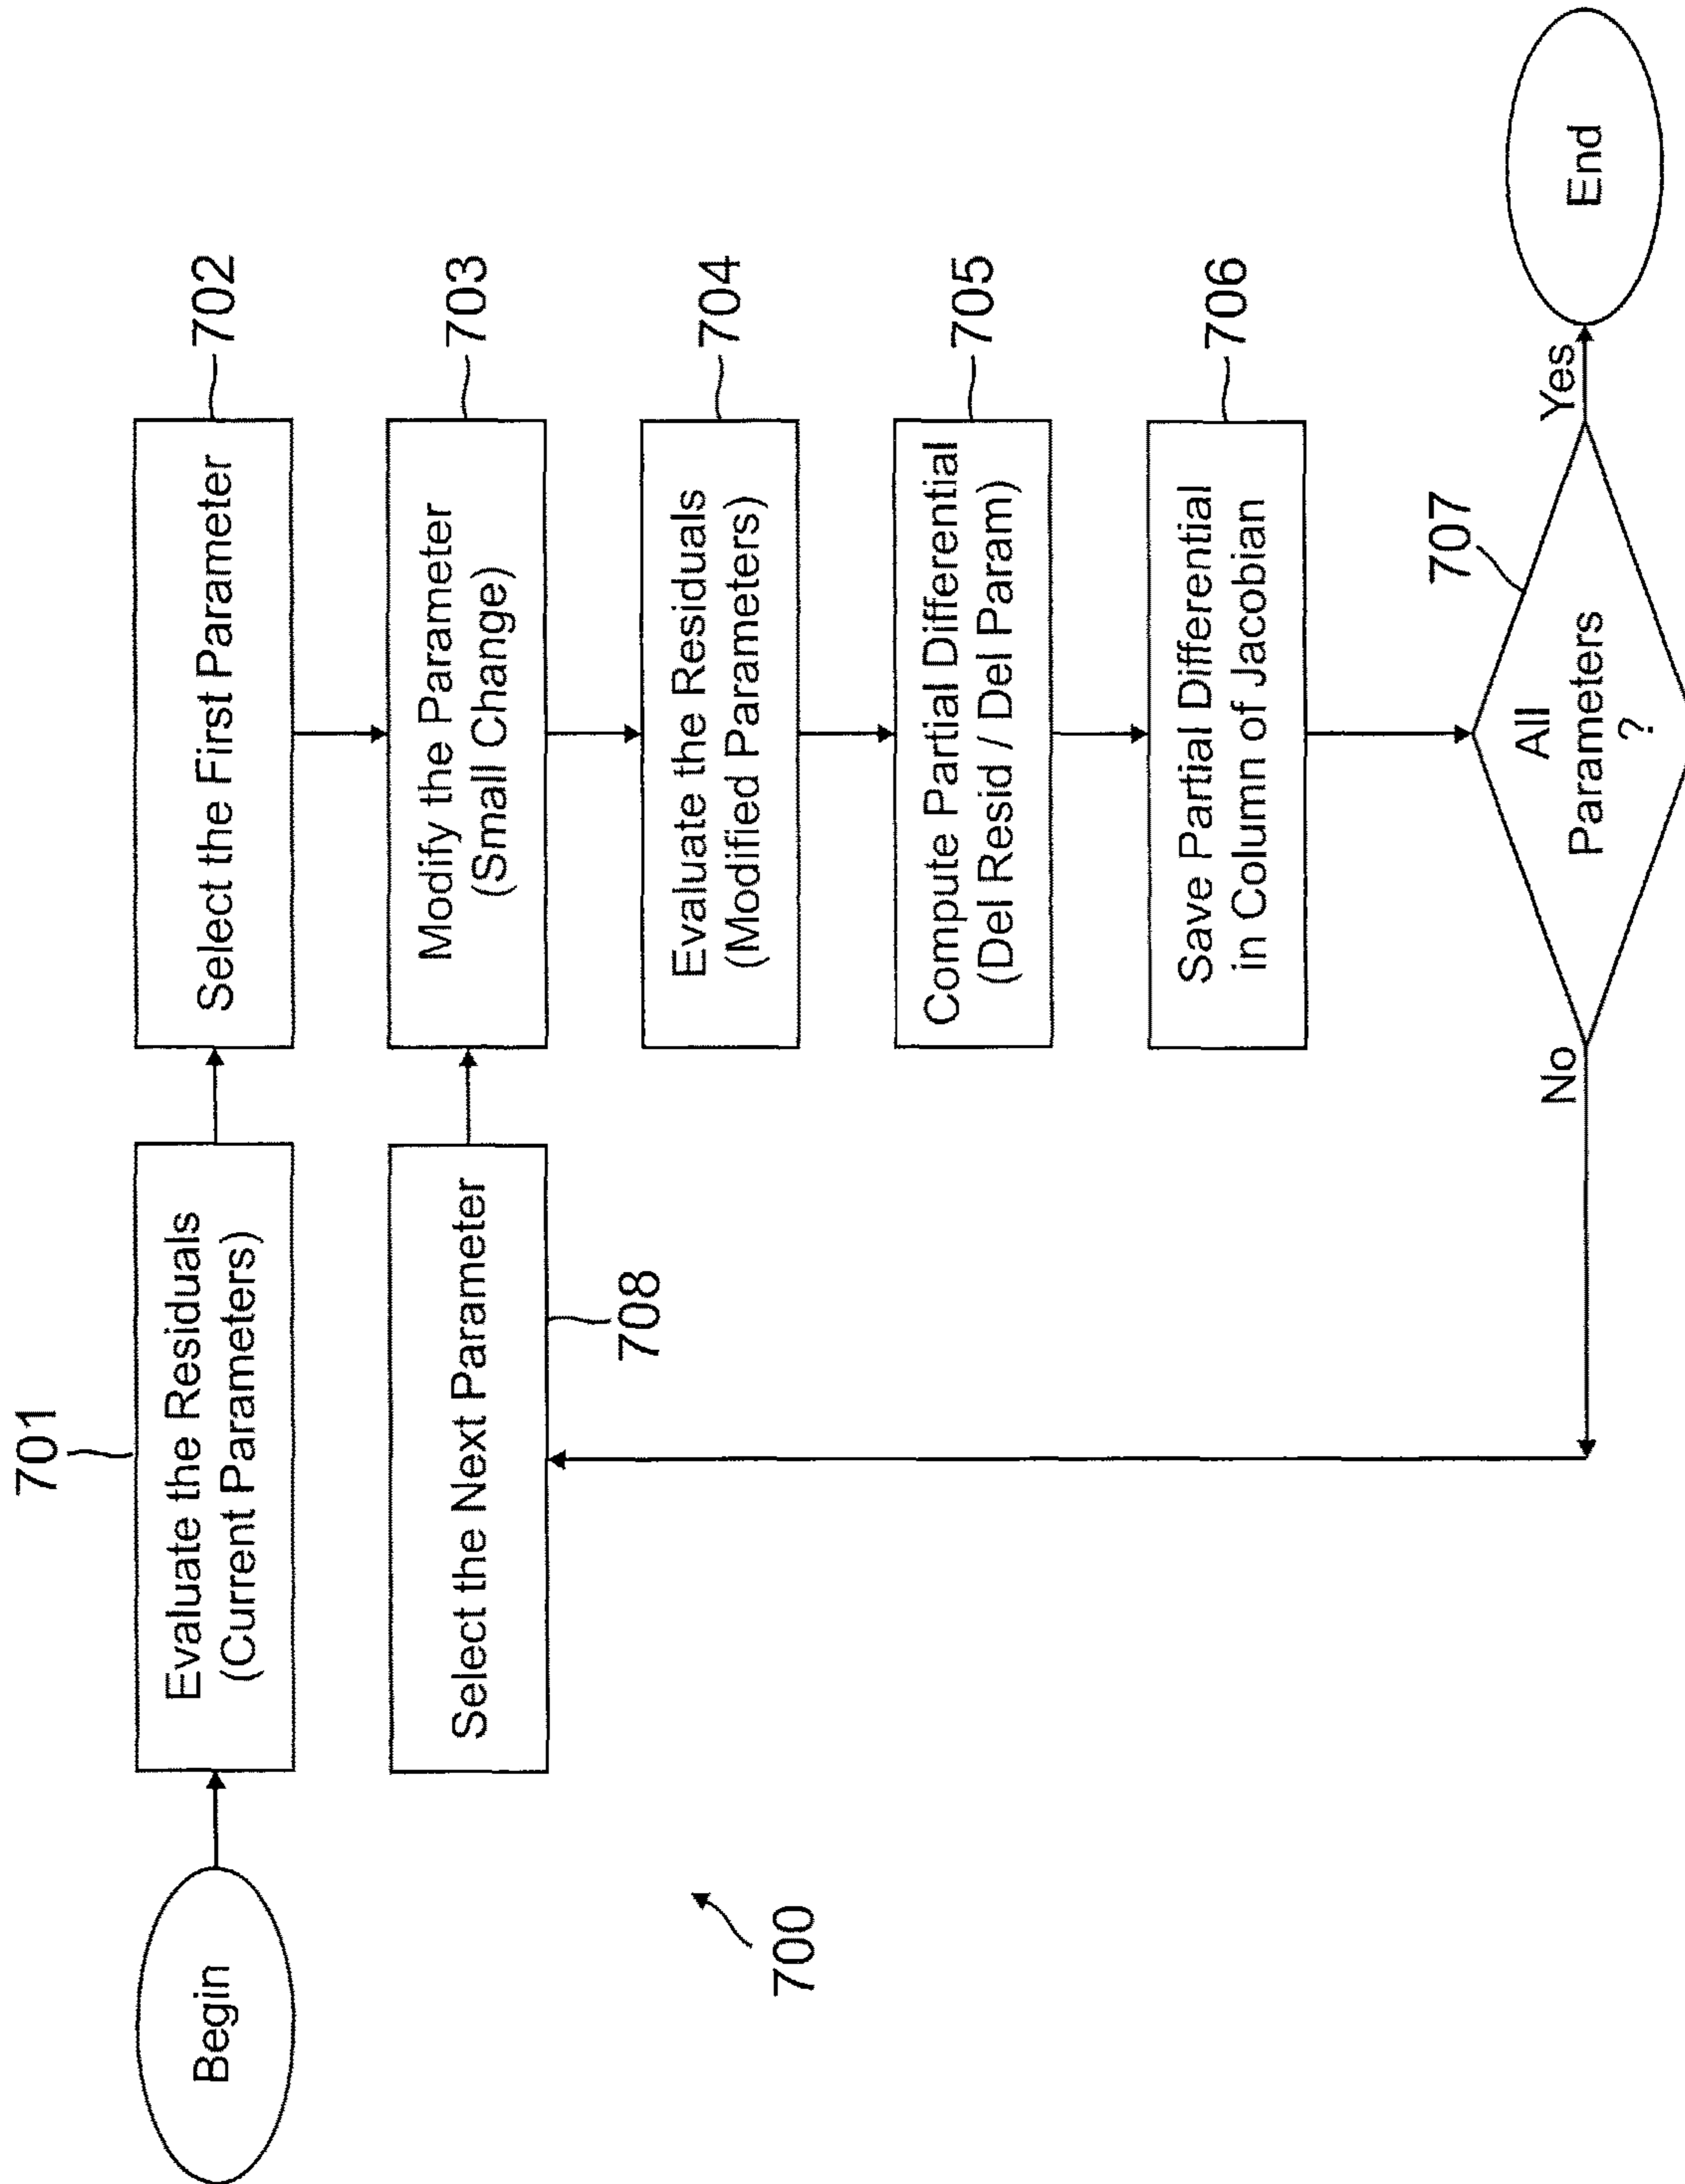 Begin
701
Evaluate the Residuals
(Current Parameters)
Select the First Parameter
702
Select the Next Parameter
708
Modify the Parameter
(Small Change)
703
Evaluate the Residuals
(Modified Parameters)
704
Compute Partial Differential
(Del Resid / Del Param)
705
Save Partial Differential
in Column of Jacobian
706
700
No
All
Parameters
?
707
Yes
End